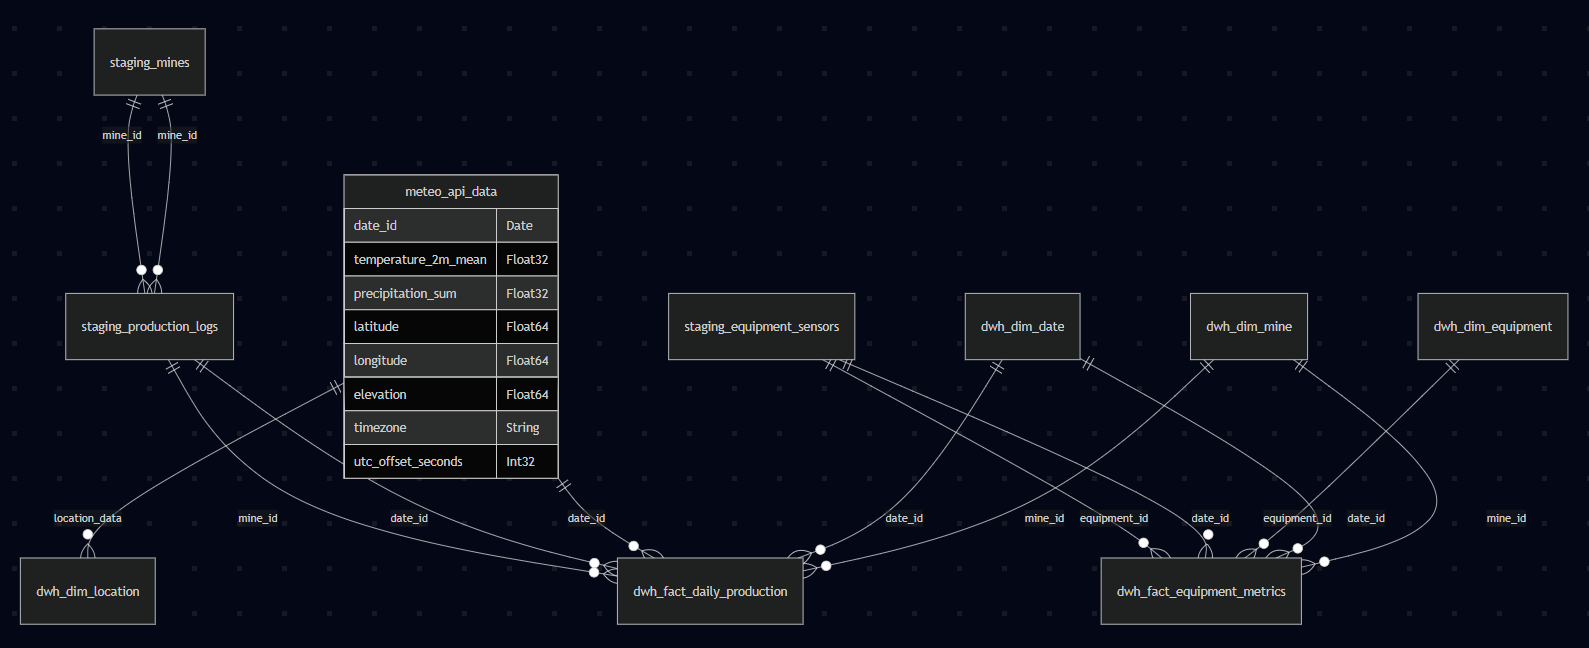 staging_mines
mine_id
mine_id
meteo_api_data
date_id Date
temperature_2m_mean Float32
precipitation_sum Float32
latitude Float64
longitude Float64
elevation Float64
timezone String
utc_offset_seconds Int32
staging_production_logs
staging_equipment_sensors
dwh_dim_date
dwh_dim_mine
dwh_dim_equipment
location_data
mine_id
date_id
date_id
date_id
mine_id
equipment_id
date_id
equipment_id
date_id
mine_id
dwh_dim_location
dwh_fact_daily_production
dwh_fact_equipment_metrics